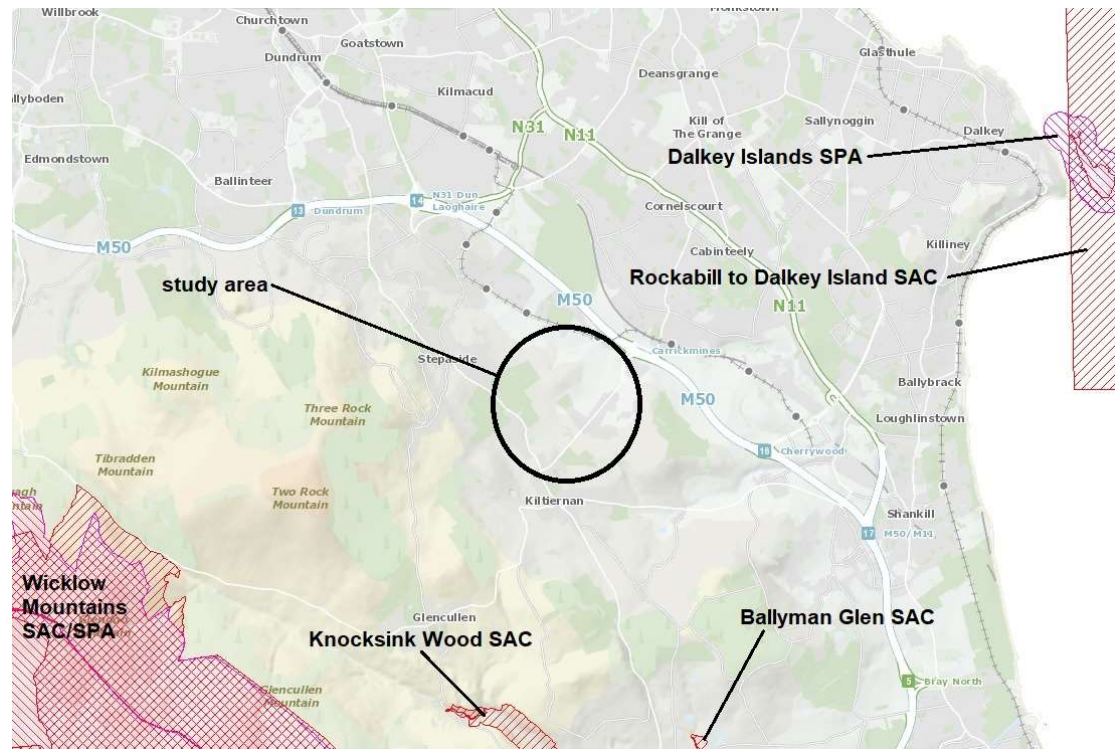 Willbrook
Churchtown
Goatstown
Dundrum
Kilmacud
Glasthule
Deansgrange
Kill of
The Grange
Sallynoggin
Dalkey
N31
N11
Dalkey Islands SPA
Edmondstown
Ballinteer
13
Dundrum
14
N31 Dun
Laoghaire
Cornelscourt
Cabinteely
Killiney
M50
Rockabill to Dalkey Island SAC
study area
M50
N11
Stepaside
Carrickmines
Kilmashogue
Mountain
Three Rock
Mountain
M50
Ballybrack
Loughlinstown
Tibradden
Mountain
16
Cherrywood
Two Rock
Mountain
Kiltiernan
Shankill
17
M50/M11
Wicklow
Mountains
SAC/SPA
Glencullen
Knocksink Wood SAC
Ballyman Glen SAC
Glencullen
Mountain
5
Bray North